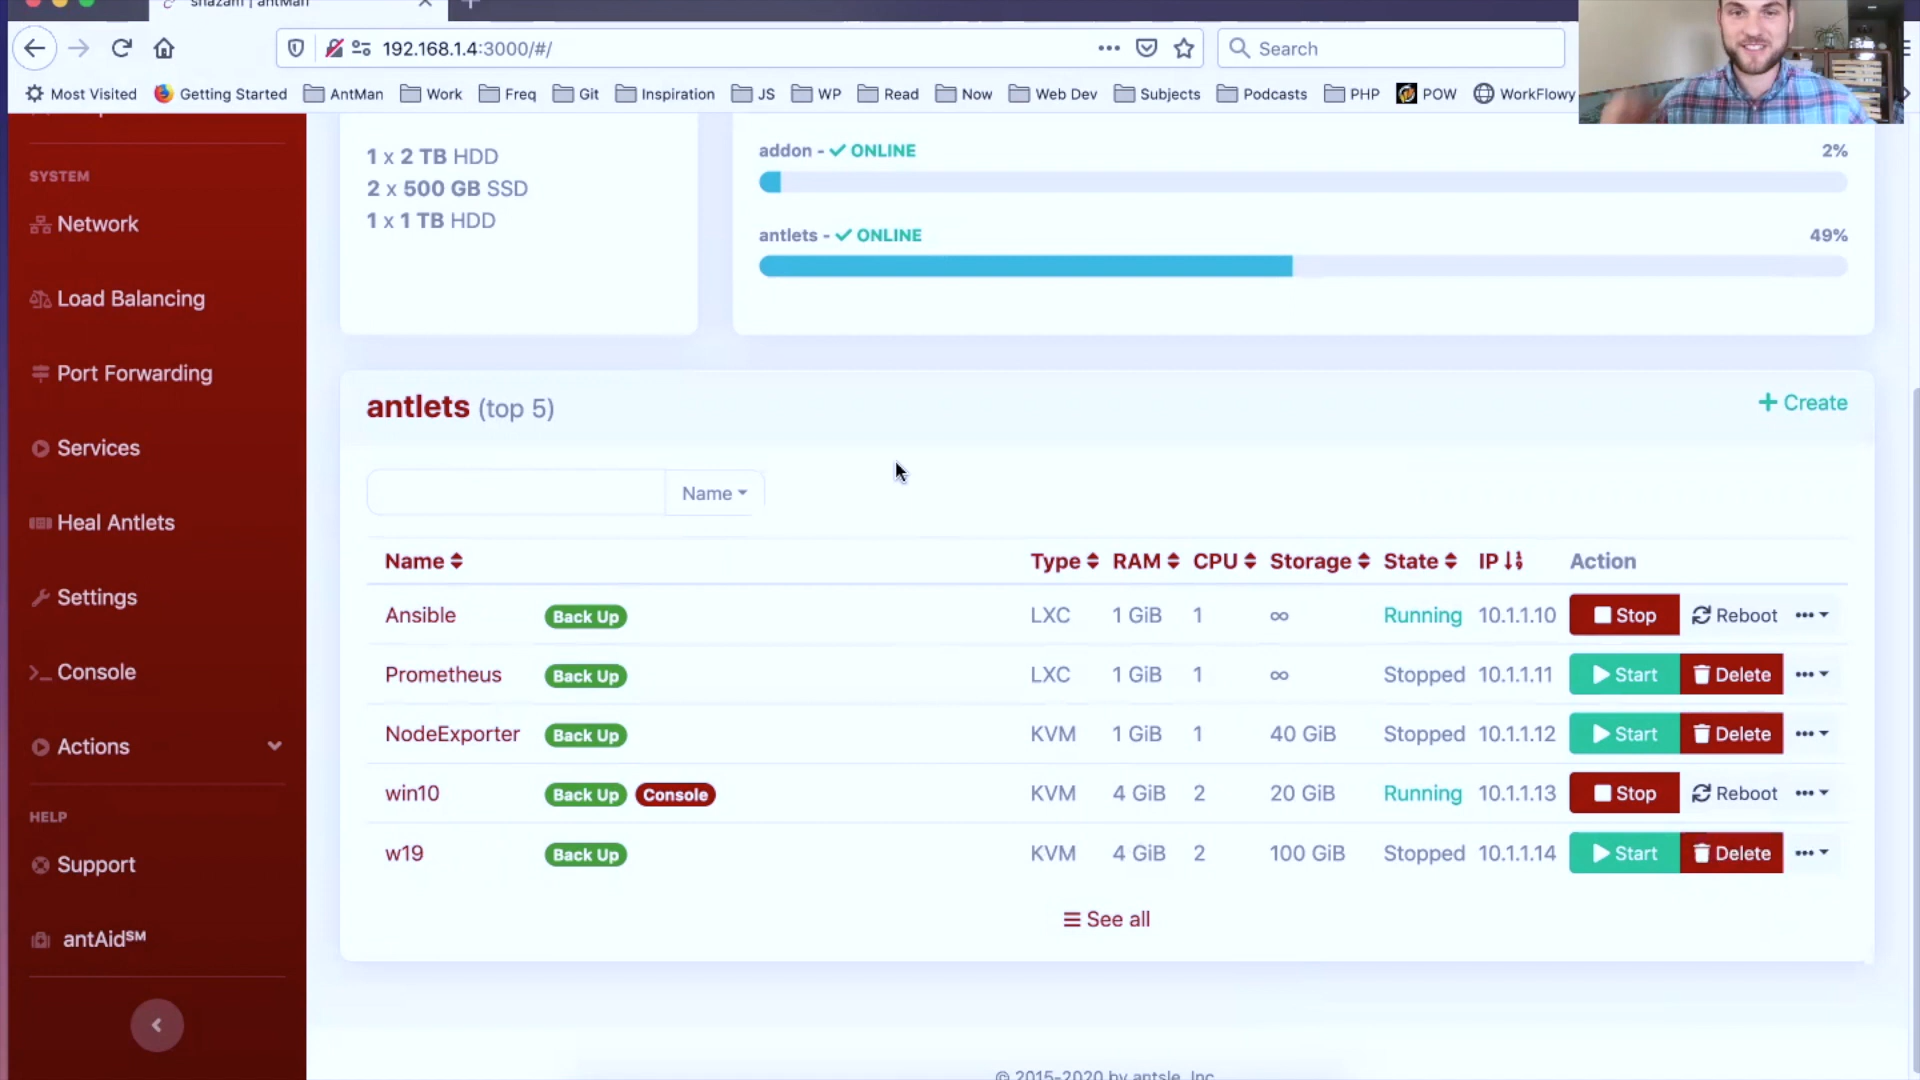 shazam | antMan
192.168.1.4:3000/#/
Search
Most Visited
Getting Started
AntMan
Work
Freq
Git
Inspiration
JS
WP
Read
Now
Web Dev
Subjects
Podcasts
PHP
POW
WorkFlowy
SYSTEM
Network
Load Balancing
Port Forwarding
Services
Heal Antlets
Settings
Console
Actions
HELP
Support
antAid℠
1 x 2 TB HDD
2 x 500 GB SSD
1 x 1 TB HDD
addon - ✓ ONLINE 2%
antlets - ✓ ONLINE 49%
antlets (top 5)
+ Create
Name
Name Type RAM CPU Storage State IP Action
Ansible Back Up LXC 1 GiB 1 ∞ Running 10.1.1.10 Stop Reboot
Prometheus Back Up LXC 1 GiB 1 ∞ Stopped 10.1.1.11 Start Delete
NodeExporter Back Up KVM 1 GiB 1 40 GiB Stopped 10.1.1.12 Start Delete
win10 Back Up Console KVM 4 GiB 2 20 GiB Running 10.1.1.13 Stop Reboot
w19 Back Up KVM 4 GiB 2 100 GiB Stopped 10.1.1.14 Start Delete
See all
© 2015-2020 by antsle, Inc